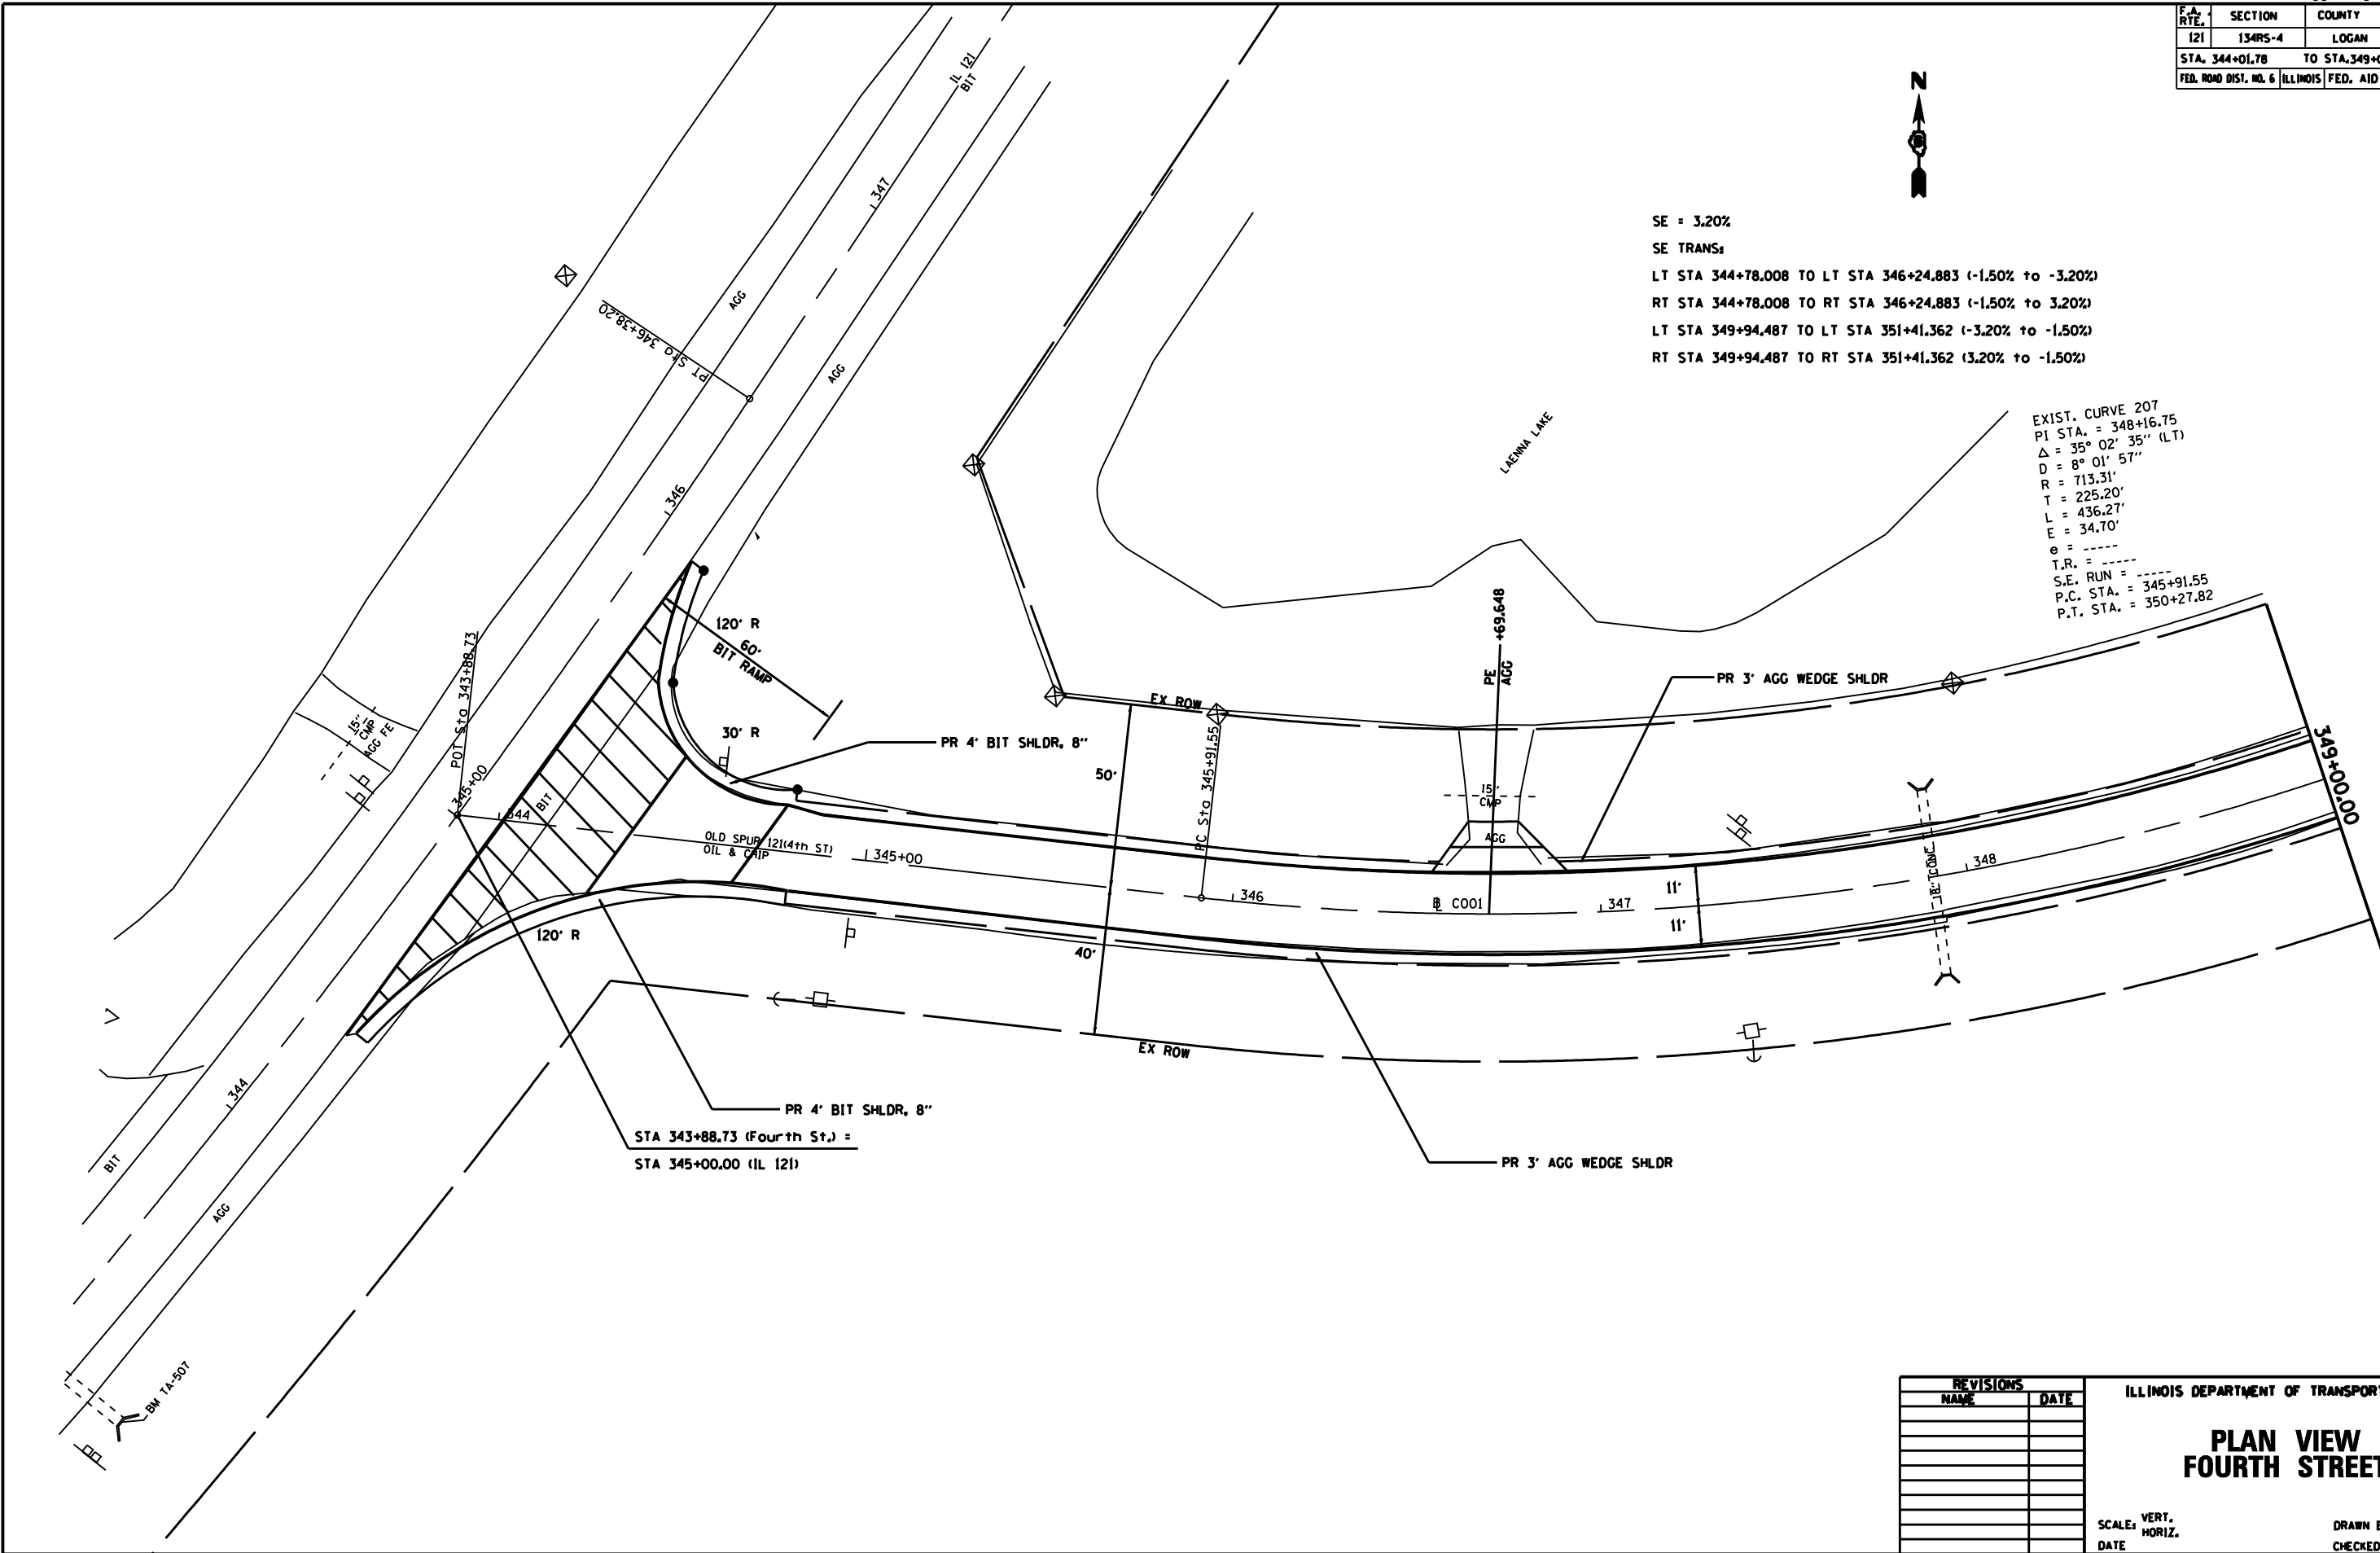 F.A. RTE. SECTION COUNTY
121 134RS-4 LOGAN
STA. 344+01.78 TO STA.349+
FED. ROAD DIST. NO. 6 ILLINOIS FED. AID
N
SE = 3.20%
SE TRANS:
LT STA 344+78.008 TO LT STA 346+24.883 (-1.50% to -3.20%)
RT STA 344+78.008 TO RT STA 346+24.883 (-1.50% to 3.20%)
LT STA 349+94.487 TO LT STA 351+41.362 (-3.20% to -1.50%)
RT STA 349+94.487 TO RT STA 351+41.362 (3.20% to -1.50%)
EXIST. CURVE 207
PI STA. = 348+16.75
Δ = 35° 02' 35'' (LT)
D = 8° 01' 57''
R = 713.31'
T = 225.20'
L = 436.27'
E = 34.70'
e = -----
T.R. = -----
S.E. RUN = -----
P.C. STA. = 345+91.55
P.T. STA. = 350+27.82
IL 121
BIT
347
AGG
PT Sta 346+38.20
AGG
346
LAENNA LAKE
120' R
60'
BIT RAMP
30' R
POT Sta 343+88.73
15'' CMP
AGG FE
345+00
344
BIT
OLD SPUR 121(4th ST)
OIL & CHIP
345+00
PR 4' BIT SHLDR, 8''
EX ROW
50'
PC Sta 345+91.55
346
PE AGG +69.648
15'' CMP
AGG
PR 3' AGG WEDGE SHLDR
11'
11'
℄ C001
347
18'' CONC
348
349+00.00
120' R
40'
EX ROW
344
BIT
AGG
BM TA-507
PR 4' BIT SHLDR, 8''
STA 343+88.73 (Fourth St.) =
STA 345+00.00 (IL 121)
PR 3' AGG WEDGE SHLDR
REVISIONS
NAME DATE
ILLINOIS DEPARTMENT OF TRANSPOR
PLAN VIEW
FOURTH STREET
SCALE: VERT.
HORIZ.
DATE
DRAWN
CHECKED